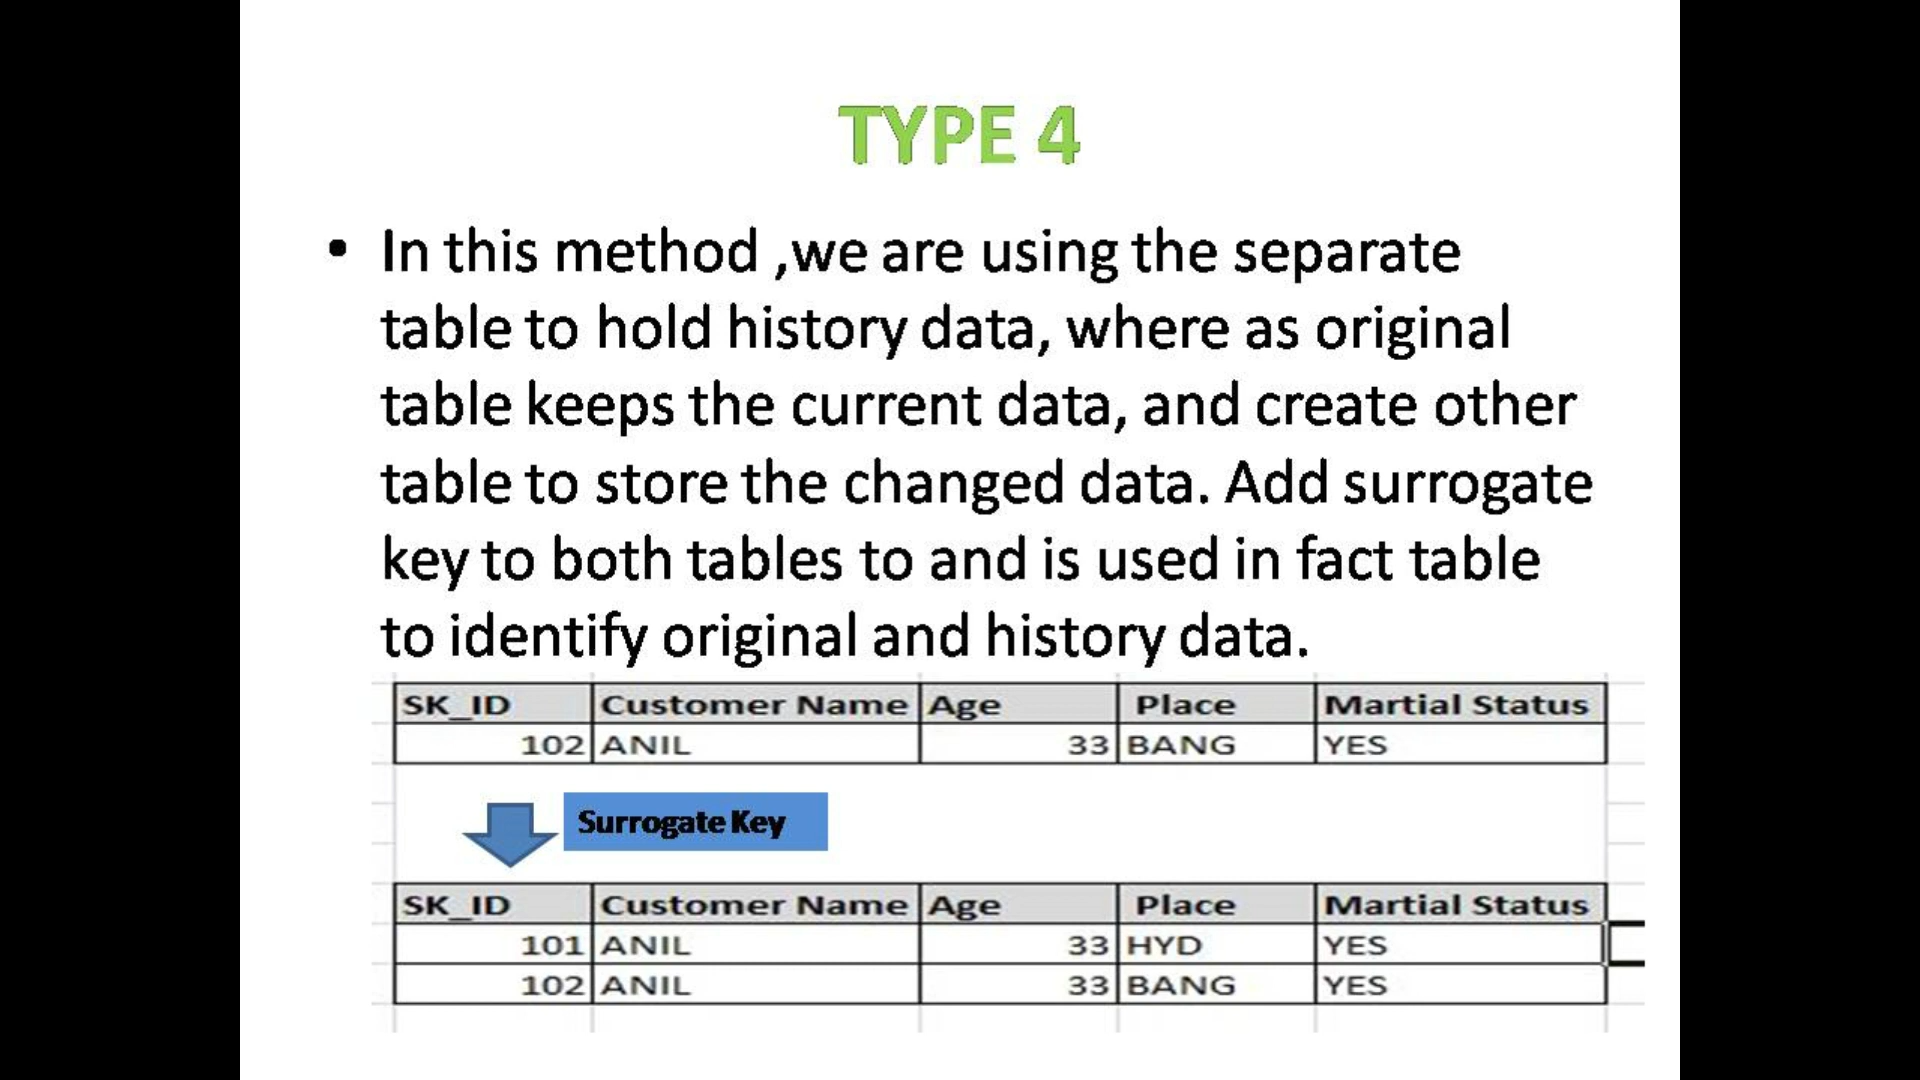 TYPE 4
• In this method ,we are using the separate
table to hold history data, where as original
table keeps the current data, and create other
table to store the changed data. Add surrogate
key to both tables to and is used in fact table
to identify original and history data.
SK_ID Customer Name Age Place Martial Status
102 ANIL 33 BANG YES
Surrogate Key
SK_ID Customer Name Age Place Martial Status
101 ANIL 33 HYD YES
102 ANIL 33 BANG YES